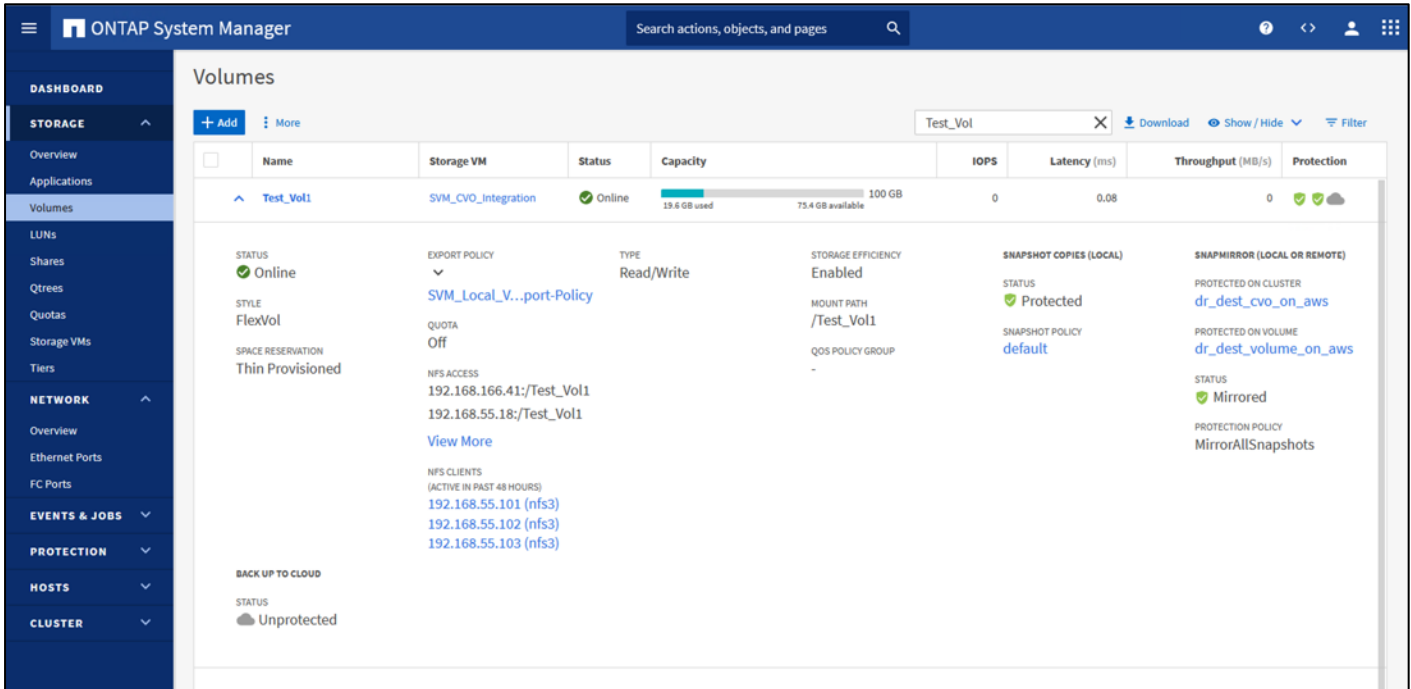 ONTAP System Manager
Search actions, objects, and pages
DASHBOARD
STORAGE
Overview
Applications
Volumes
LUNs
Shares
Qtrees
Quotas
Storage VMs
Tiers
NETWORK
Overview
Ethernet Ports
FC Ports
EVENTS & JOBS
PROTECTION
HOSTS
CLUSTER
Volumes
+ Add
More
Test_Vol
Download
Show / Hide
Filter
Name Storage VM Status Capacity IOPS Latency (ms) Throughput (MB/s) Protection
Test_Vol1 SVM_CVO_Integration Online 100 GB 0 0.08 0
19.6 GB used 75.4 GB available
STATUS
Online
STYLE
FlexVol
SPACE RESERVATION
Thin Provisioned
EXPORT POLICY
SVM_Local_V...port-Policy
QUOTA
Off
NFS ACCESS
192.168.166.41:/Test_Vol1
192.168.55.18:/Test_Vol1
View More
NFS CLIENTS
(ACTIVE IN PAST 48 HOURS)
192.168.55.101 (nfs3)
192.168.55.102 (nfs3)
192.168.55.103 (nfs3)
TYPE
Read/Write
STORAGE EFFICIENCY
Enabled
MOUNT PATH
/Test_Vol1
QOS POLICY GROUP
-
SNAPSHOT COPIES (LOCAL)
STATUS
Protected
SNAPSHOT POLICY
default
SNAPMIRROR (LOCAL OR REMOTE)
PROTECTED ON CLUSTER
dr_dest_cvo_on_aws
PROTECTED ON VOLUME
dr_dest_volume_on_aws
STATUS
Mirrored
PROTECTION POLICY
MirrorAllSnapshots
BACK UP TO CLOUD
STATUS
Unprotected